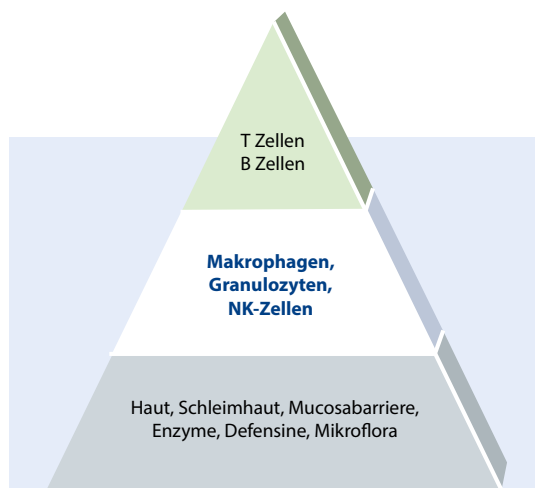 T Zellen
B Zellen
Makrophagen,
Granulozyten,
NK-Zellen
Haut, Schleimhaut, Mucosabarriere,
Enzyme, Defensine, Mikroflora